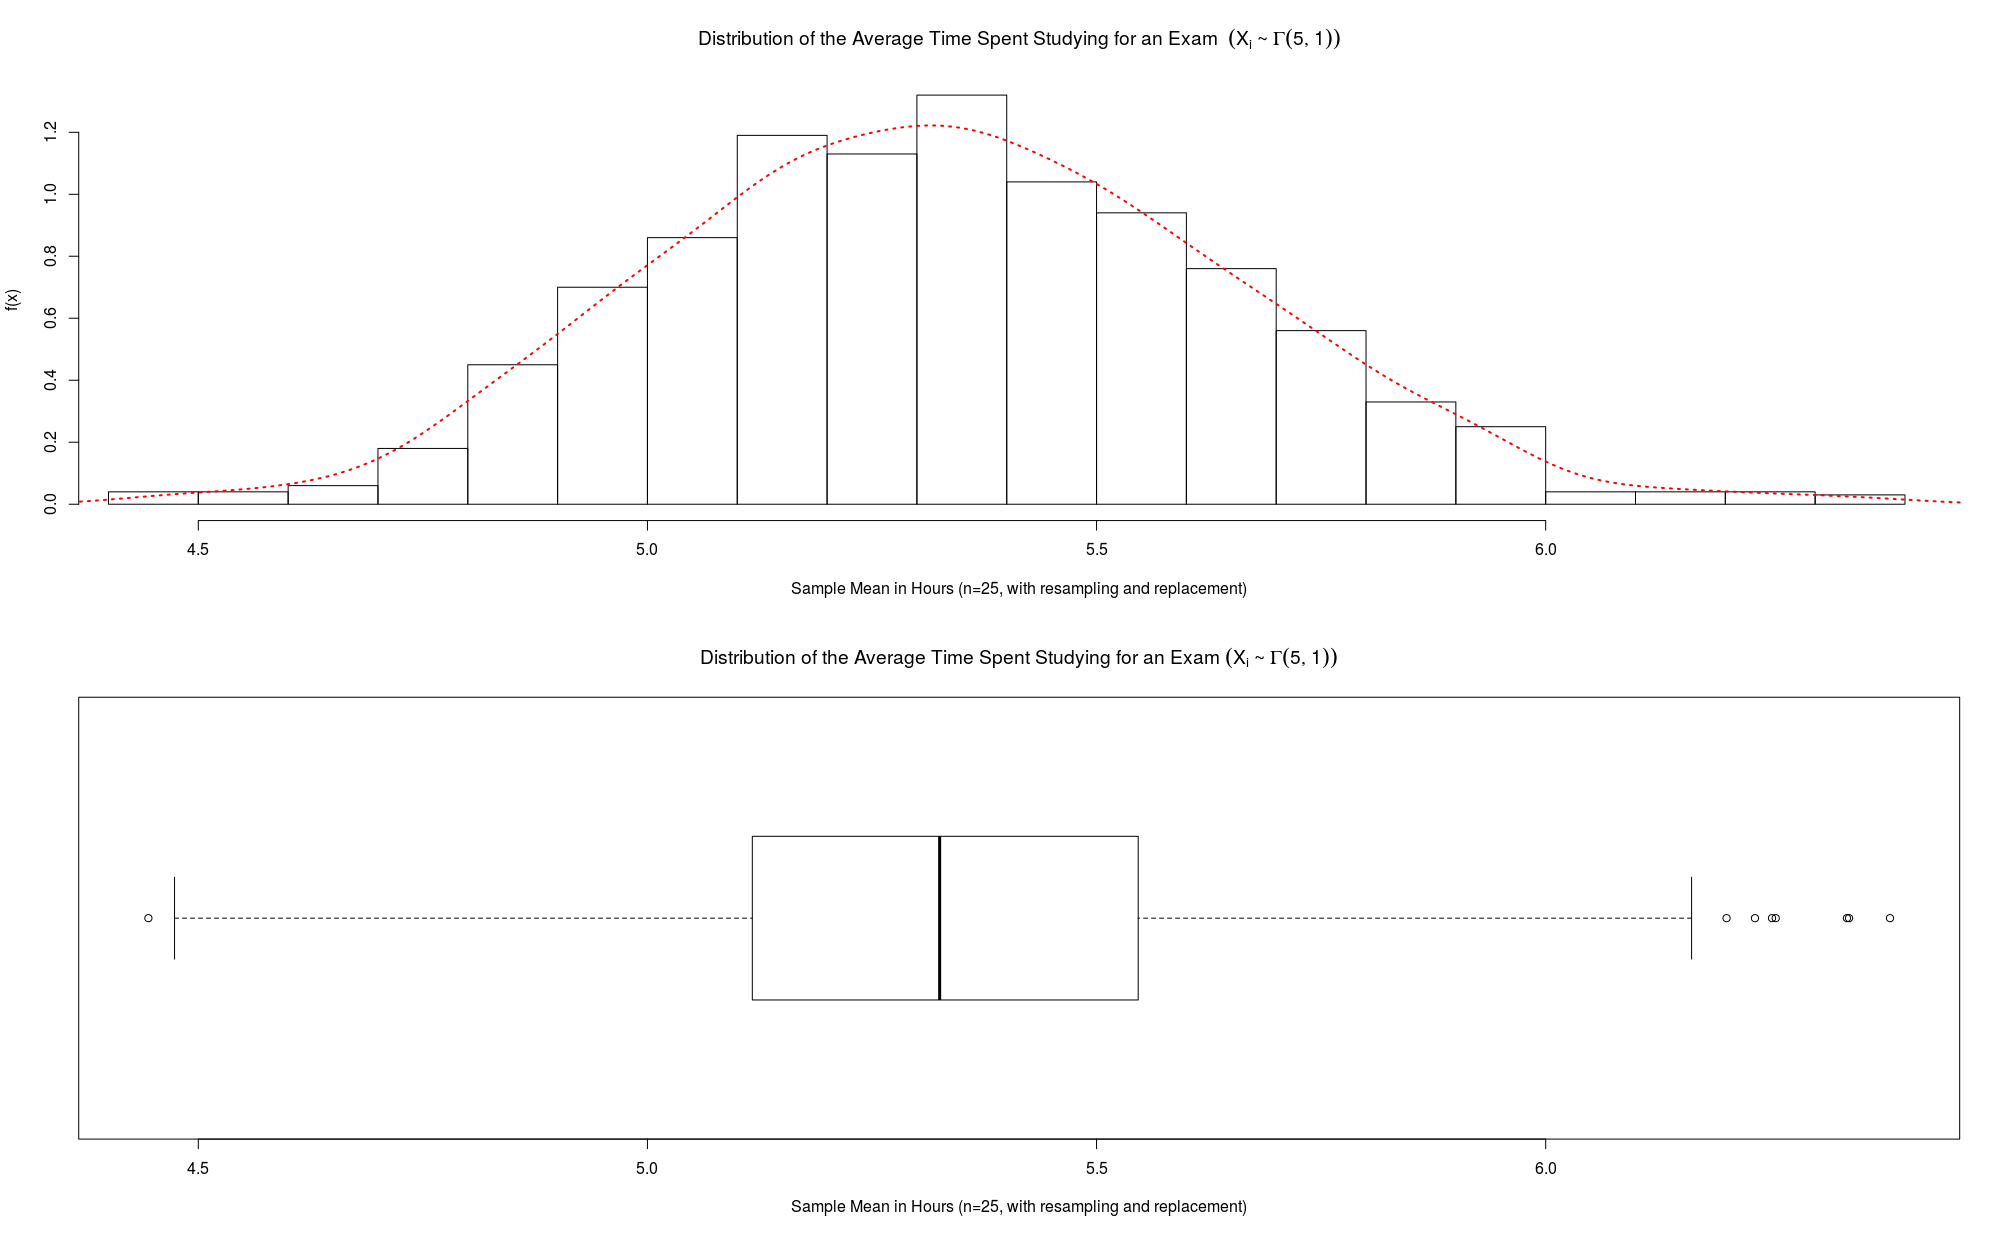 Distribution of the Average Time Spent Studying for an Exam (Xi ~ Γ(5, 1))
f(x)
1.2
1.0
0.8
0.6
0.4
0.2
0.0
4.5 5.0 5.5 6.0
Sample Mean in Hours (n=25, with resampling and replacement)
Distribution of the Average Time Spent Studying for an Exam (Xi ~ Γ(5, 1))
4.5 5.0 5.5 6.0
Sample Mean in Hours (n=25, with resampling and replacement)